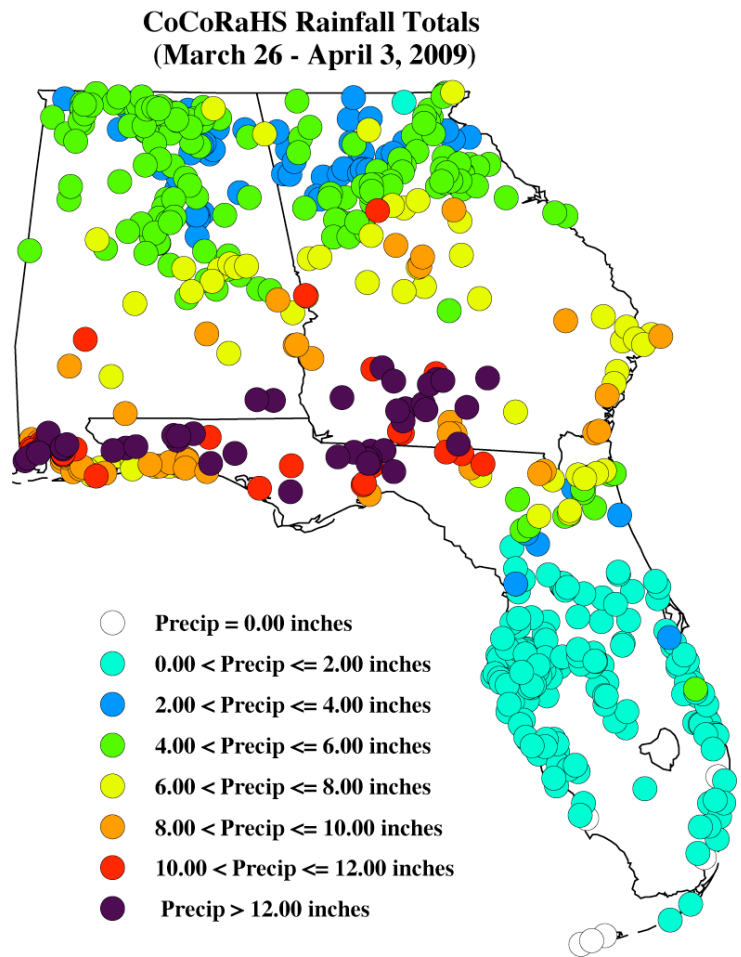 CoCoRaHS Rainfall Totals
(March 26 - April 3, 2009)
Precip = 0.00 inches
0.00 < Precip <= 2.00 inches
2.00 < Precip <= 4.00 inches
4.00 < Precip <= 6.00 inches
6.00 < Precip <= 8.00 inches
8.00 < Precip <= 10.00 inches
10.00 < Precip <= 12.00 inches
Precip > 12.00 inches